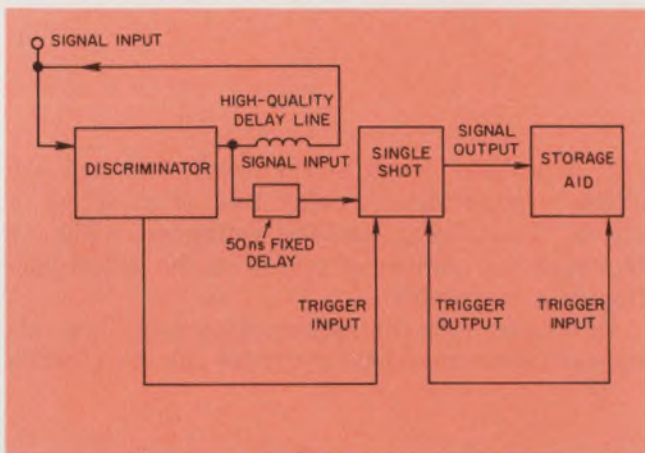 SIGNAL INPUT
HIGH-QUALITY
DELAY LINE
DISCRIMINATOR
SIGNAL INPUT
SINGLE
SHOT
SIGNAL
OUTPUT
STORAGE
AID
50ns FIXED
DELAY
TRIGGER
INPUT
TRIGGER
OUTPUT
TRIGGER
INPUT